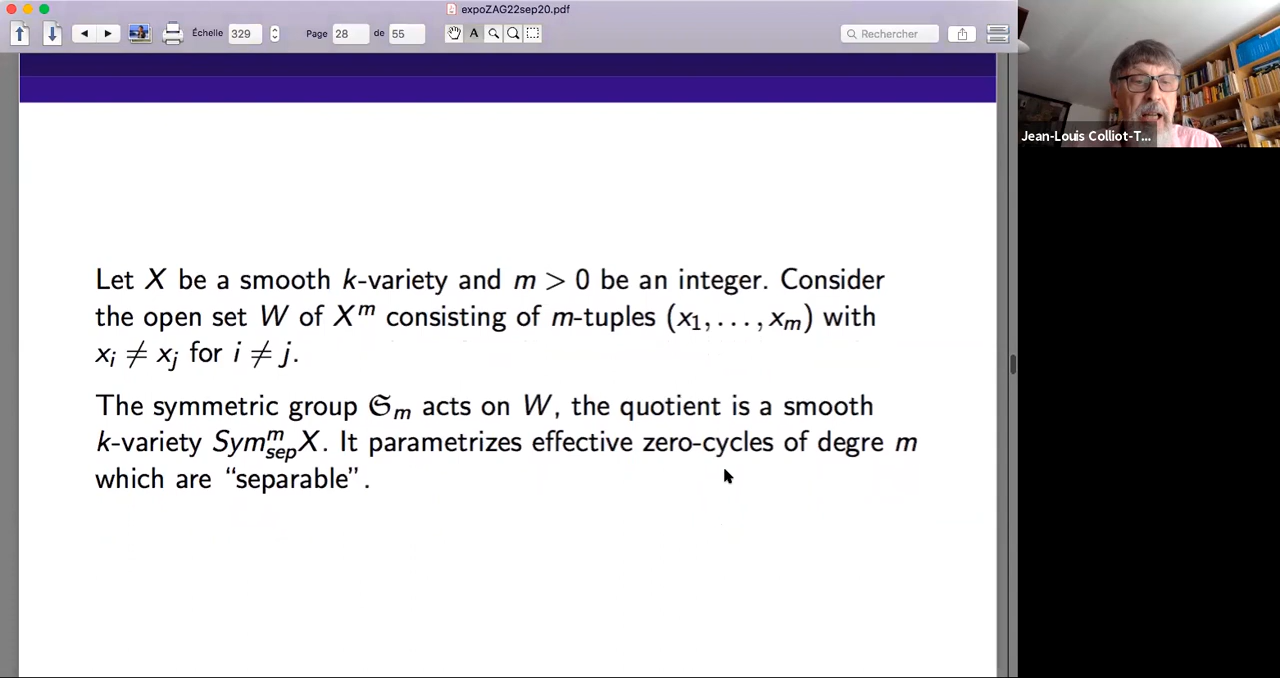 expoZAG22sep20.pdf
Échelle 329 Page 28 de 55 A Rechercher
Jean-Louis Colliot-T...
Let X be a smooth k-variety and m > 0 be an integer. Consider
the open set W of X^m consisting of m-tuples (x_1, . . . , x_m) with
x_i ≠ x_j for i ≠ j.
The symmetric group 𝔖_m acts on W, the quotient is a smooth
k-variety Sym^m_sep X. It parametrizes effective zero-cycles of degre m
which are “separable”.